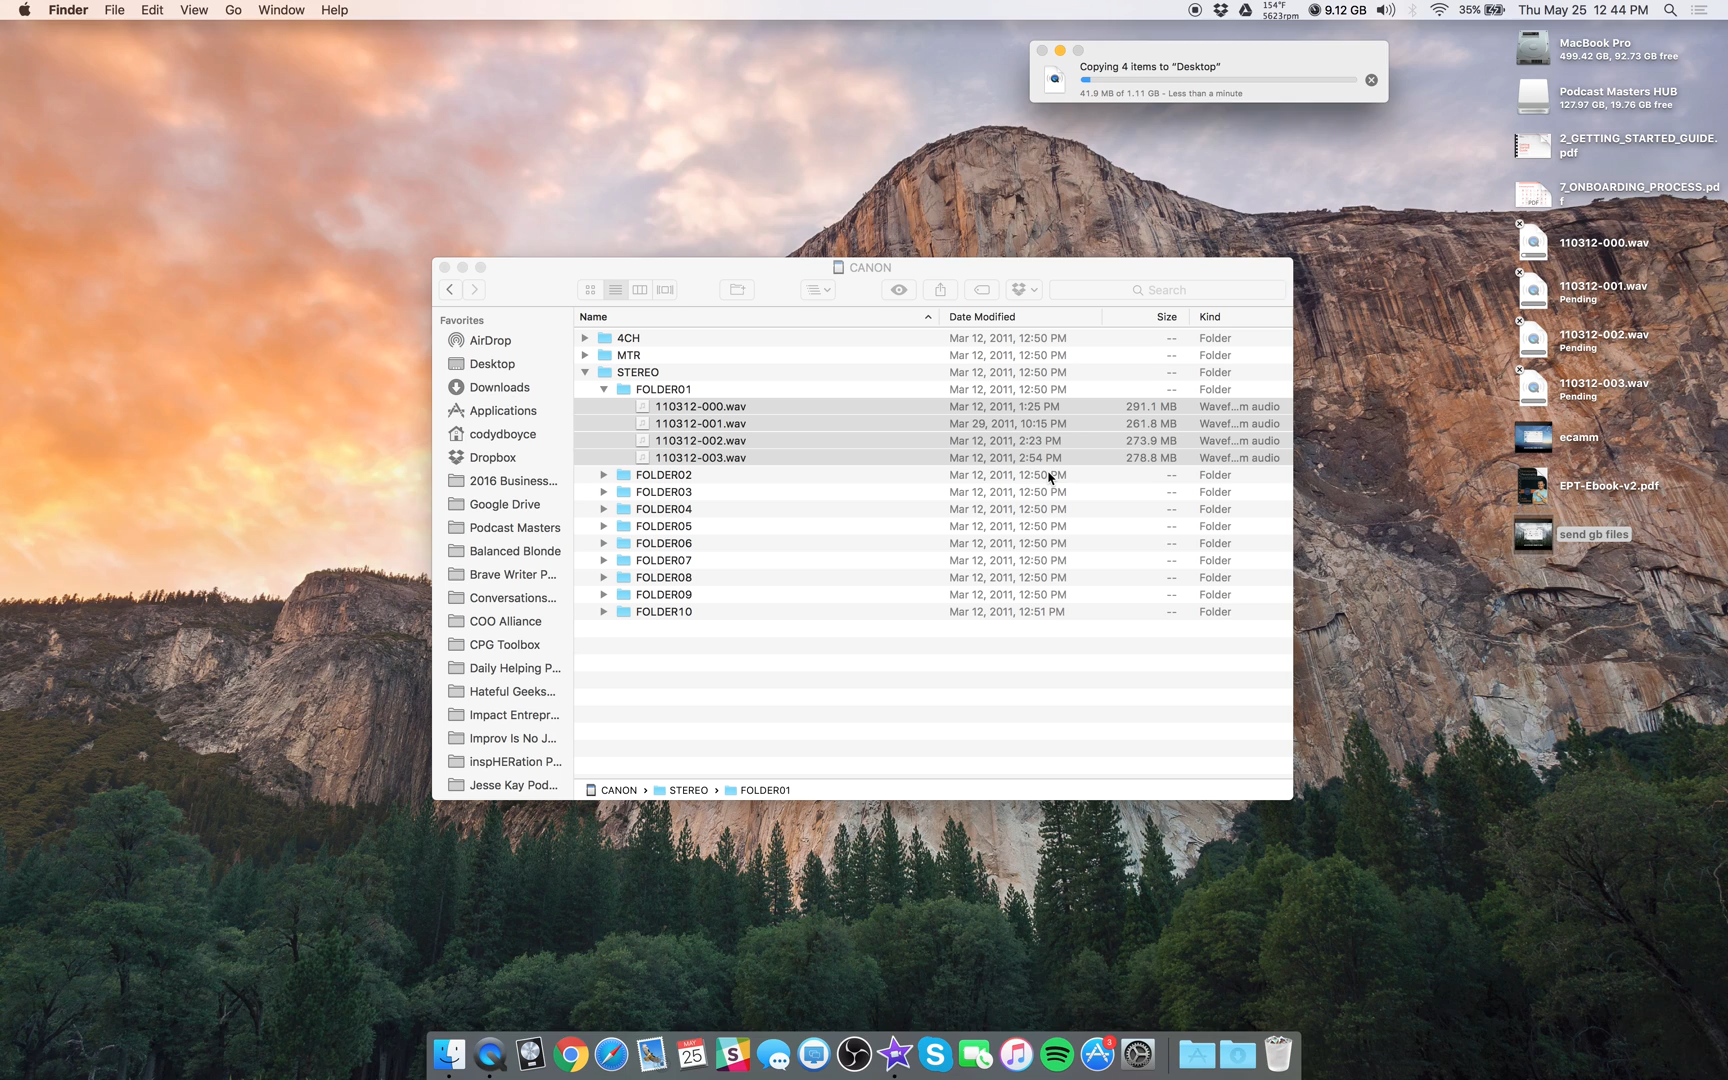 Finder File Edit View Go Window Help
154°F
5623rpm
9.12 GB
35%
Thu May 25 12 44 PM
Copying 4 items to “Desktop”
41.9 MB of 1.11 GB - Less than a minute
MacBook Pro
499.42 GB, 92.73 GB free
Podcast Masters HUB
127.97 GB, 19.76 GB free
2_GETTING_STARTED_GUIDE.
pdf
7_ONBOARDING_PROCESS.pd
f
PDF
110312-000.wav
110312-001.wav
Pending
110312-002.wav
Pending
110312-003.wav
Pending
ecamm
EPT-Ebook-v2.pdf
send gb files
CANON
Search
Favorites
AirDrop
Desktop
Downloads
Applications
codydboyce
Dropbox
2016 Business...
Google Drive
Podcast Masters
Balanced Blonde
Brave Writer P...
Conversations...
COO Alliance
CPG Toolbox
Daily Helping P...
Hateful Geeks...
Impact Entrepr...
Improv Is No J...
inspHERation P...
Jesse Kay Pod...
Name Date Modified Size Kind
4CH Mar 12, 2011, 12:50 PM -- Folder
MTR Mar 12, 2011, 12:50 PM -- Folder
STEREO Mar 12, 2011, 12:50 PM -- Folder
FOLDER01 Mar 12, 2011, 12:50 PM -- Folder
110312-000.wav Mar 12, 2011, 1:25 PM 291.1 MB Wavef...m audio
110312-001.wav Mar 29, 2011, 10:15 PM 261.8 MB Wavef...m audio
110312-002.wav Mar 12, 2011, 2:23 PM 273.9 MB Wavef...m audio
110312-003.wav Mar 12, 2011, 2:54 PM 278.8 MB Wavef...m audio
FOLDER02 Mar 12, 2011, 12:50 PM -- Folder
FOLDER03 Mar 12, 2011, 12:50 PM -- Folder
FOLDER04 Mar 12, 2011, 12:50 PM -- Folder
FOLDER05 Mar 12, 2011, 12:50 PM -- Folder
FOLDER06 Mar 12, 2011, 12:50 PM -- Folder
FOLDER07 Mar 12, 2011, 12:50 PM -- Folder
FOLDER08 Mar 12, 2011, 12:50 PM -- Folder
FOLDER09 Mar 12, 2011, 12:50 PM -- Folder
FOLDER10 Mar 12, 2011, 12:51 PM -- Folder
CANON › STEREO › FOLDER01
MAY
25
3